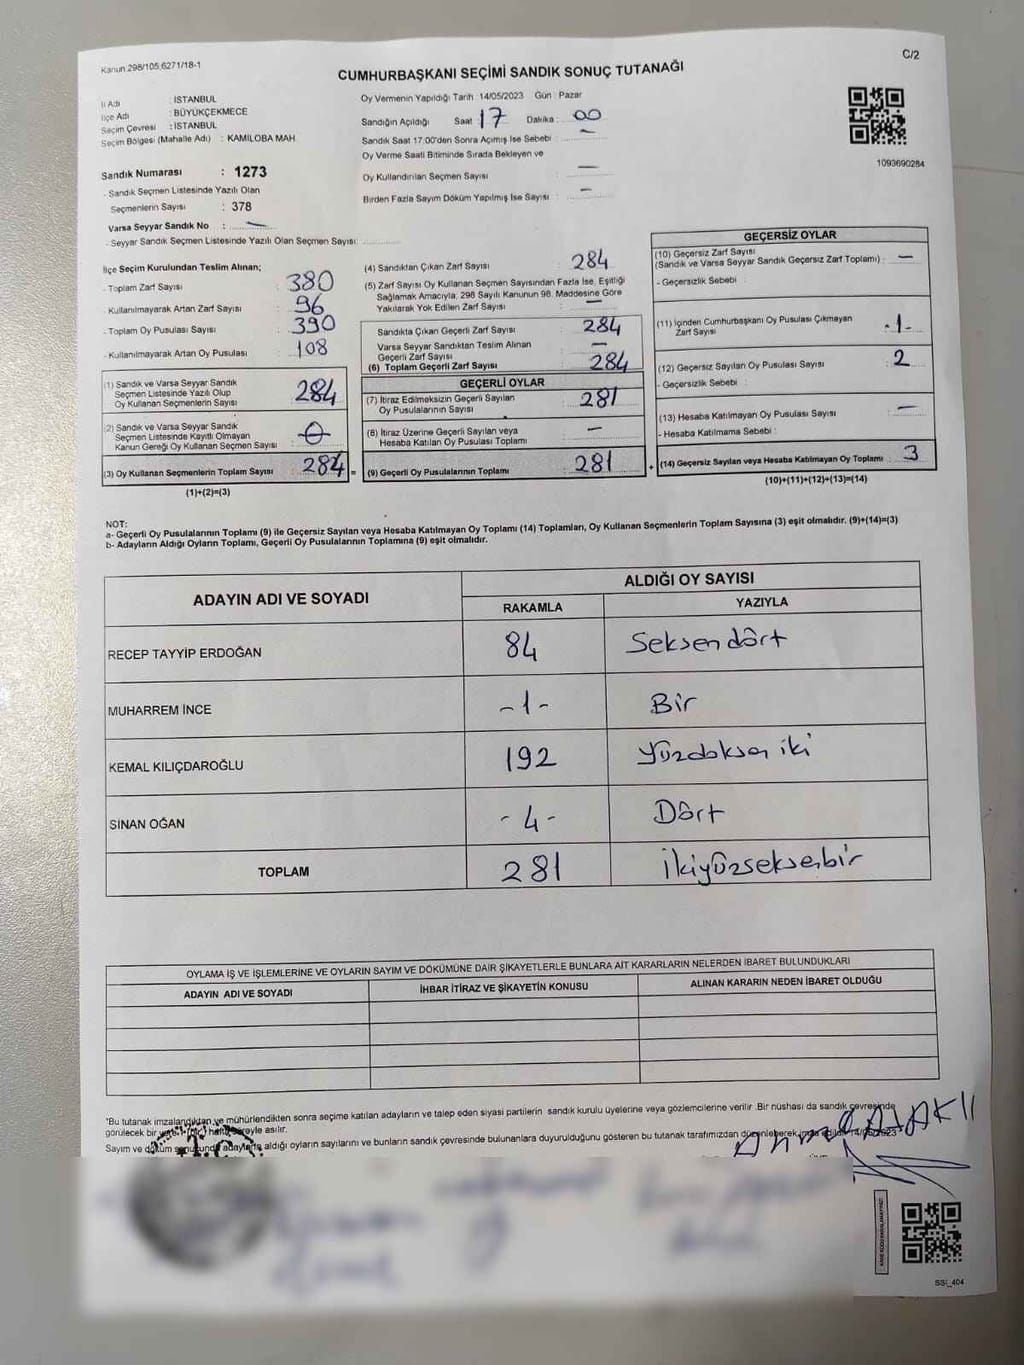 Kanun:298/105,6271/18-1
C/2
CUMHURBAŞKANI SEÇİMİ SANDIK SONUÇ TUTANAĞI
İl Adı : İSTANBUL
İlçe Adı : BÜYÜKÇEKMECE
Seçim Çevresi : İSTANBUL
Seçim Bölgesi (Mahalle Adı) : KAMİLOBA MAH.
Sandık Numarası : 1273
- Sandık Seçmen Listesinde Yazılı Olan
Seçmenlerin Sayısı : 378
Varsa Seyyar Sandık No : —
- Seyyar Sandık Seçmen Listesinde Yazılı Olan Seçmen Sayısı:
Oy Vermenin Yapıldığı Tarih :14/05/2023 Gün : Pazar
Sandığın Açıldığı Saat : 17 Dakika : 00
Sandık Saat 17:00'den Sonra Açılmış İse Sebebi : —
Oy Verme Saati Bitiminde Sırada Bekleyen ve
Oy Kullandırılan Seçmen Sayısı : —
Birden Fazla Sayım Döküm Yapılmış İse Sayısı : —
1093690284
İlçe Seçim Kurulundan Teslim Alınan;
- Toplam Zarf Sayısı : 380
- Kullanılmayarak Artan Zarf Sayısı : 96
- Toplam Oy Pusulası Sayısı : 390
- Kullanılmayarak Artan Oy Pusulası : 108
(1) Sandık ve Varsa Seyyar Sandık
Seçmen Listesinde Yazılı Olup
Oy Kullanan Seçmenlerin Sayısı 284
(2) Sandık ve Varsa Seyyar Sandık
Seçmen Listesinde Kayıtlı Olmayan
Kanun Gereği Oy Kullanan Seçmen Sayısı
(3) Oy Kullanan Seçmenlerin Toplam Sayısı 284 =
(1)+(2)=(3)
(4) Sandıktan Çıkan Zarf Sayısı 284
(5) Zarf Sayısı Oy Kullanan Seçmen Sayısından Fazla İse, Eşitliği
Sağlamak Amacıyla, 298 Sayılı Kanunun 98. Maddesine Göre
Yakılarak Yok Edilen Zarf Sayısı —
Sandıkta Çıkan Geçerli Zarf Sayısı 284
Varsa Seyyar Sandıktan Teslim Alınan
Geçerli Zarf Sayısı —
(6) Toplam Geçerli Zarf Sayısı 284
GEÇERLİ OYLAR
(7) İtiraz Edilmeksizin Geçerli Sayılan
Oy Pusulalarının Sayısı : 281
(8) İtiraz Üzerine Geçerli Sayılan veya
Hesaba Katılan Oy Pusulası Toplamı : —
(9) Geçerli Oy Pusulalarının Toplamı 281 +
GEÇERSİZ OYLAR
(10) Geçersiz Zarf Sayısı
(Sandık ve Varsa Seyyar Sandık Geçersiz Zarf Toplamı) : —
- Geçersizlik Sebebi :
(11) İçinden Cumhurbaşkanı Oy Pusulası Çıkmayan
Zarf Sayısı -1-
(12) Geçersiz Sayılan Oy Pusulası Sayısı : 2
- Geçersizlik Sebebi :
(13) Hesaba Katılmayan Oy Pusulası Sayısı : —
- Hesaba Katılmama Sebebi :
(14) Geçersiz Sayılan veya Hesaba Katılmayan Oy Toplamı : 3
(10)+(11)+(12)+(13)=(14)
NOT:
a- Geçerli Oy Pusulalarının Toplamı (9) ile Geçersiz Sayılan veya Hesaba Katılmayan Oy Toplamı (14) Toplamları, Oy Kullanan Seçmenlerin Toplam Sayısına (3) eşit olmalıdır. (9)+(14)=(3)
b- Adayların Aldığı Oyların Toplamı, Geçerli Oy Pusulalarının Toplamına (9) eşit olmalıdır.
ADAYIN ADI VE SOYADI ALDIĞI OY SAYISI
RAKAMLA YAZIYLA
RECEP TAYYİP ERDOĞAN 84 Seksendört
MUHARREM İNCE -1- Bir
KEMAL KILIÇDAROĞLU 192 Yüzdoksaniki
SİNAN OĞAN -4- Dört
TOPLAM 281 İkiyüzseksenbir
OYLAMA İŞ VE İŞLEMLERİNE VE OYLARIN SAYIM VE DÖKÜMÜNE DAİR ŞİKAYETLERLE BUNLARA AİT KARARLARIN NELERDEN İBARET BULUNDUKLARI
ADAYIN ADI VE SOYADI İHBAR İTİRAZ VE ŞİKAYETİN KONUSU ALINAN KARARIN NEDEN İBARET OLDUĞU
*Bu tutanak imzalandıktan ve mühürlendikten sonra seçime katılan adayların ve talep eden siyasi partilerin sandık kurulu üyelerine veya gözlemcilerine verilir. Bir nüshası da sandık çevresinde
görülecek bir yere hafta süreyle asılır.
Sayım ve döküm sonucunda adayların aldığı oyların sayılarını ve bunların sandık çevresinde bulunanlara duyurulduğunu gösteren bu tutanak tarafımızdan düzenlenerek imza edildi. 14/05/2023
T.C.
Ahmet
SSİ_404